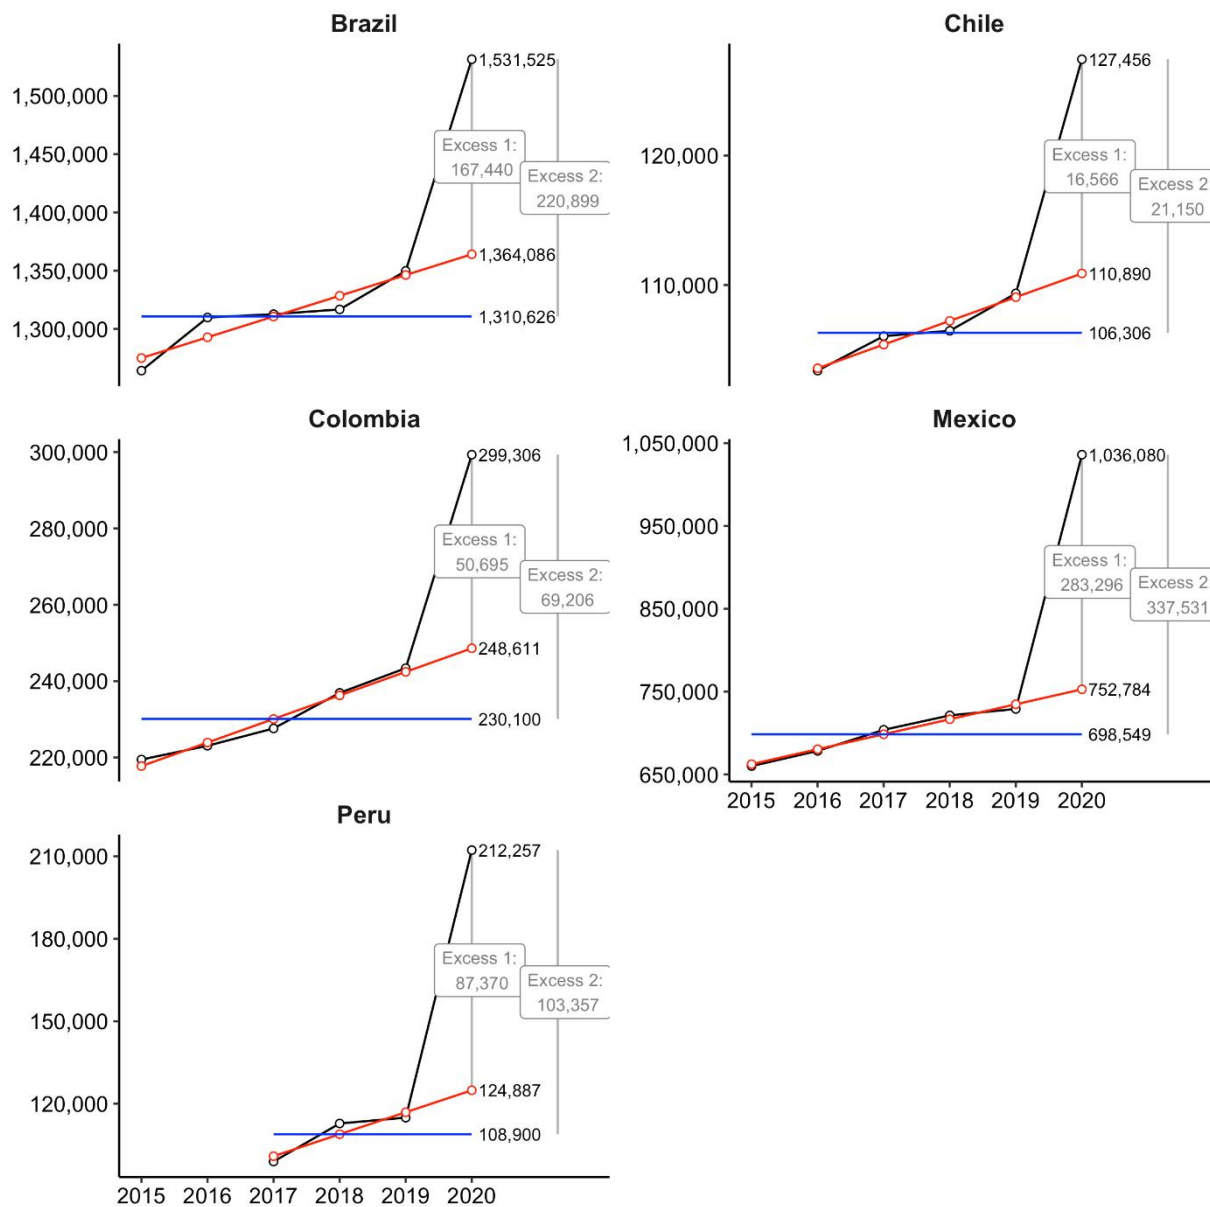 Brazil
1,500,000
1,450,000
1,400,000
1,350,000
1,300,000
1,531,525
Excess 1:
167,440
Excess 2:
220,899
1,364,086
1,310,626
Chile
120,000
110,000
127,456
Excess 1:
16,566
Excess 2
21,150
110,890
106,306
Colombia
300,000
280,000
260,000
240,000
220,000
299,306
Excess 1:
50,695
Excess 2:
69,206
248,611
230,100
Mexico
1,050,000
950,000
850,000
750,000
650,000
1,036,080
Excess 1:
283,296
Excess 2
337,531
752,784
698,549
2015 2016 2017 2018 2019 2020
Peru
210,000
180,000
150,000
120,000
212,257
Excess 1:
87,370
Excess 2:
103,357
124,887
108,900
2015 2016 2017 2018 2019 2020